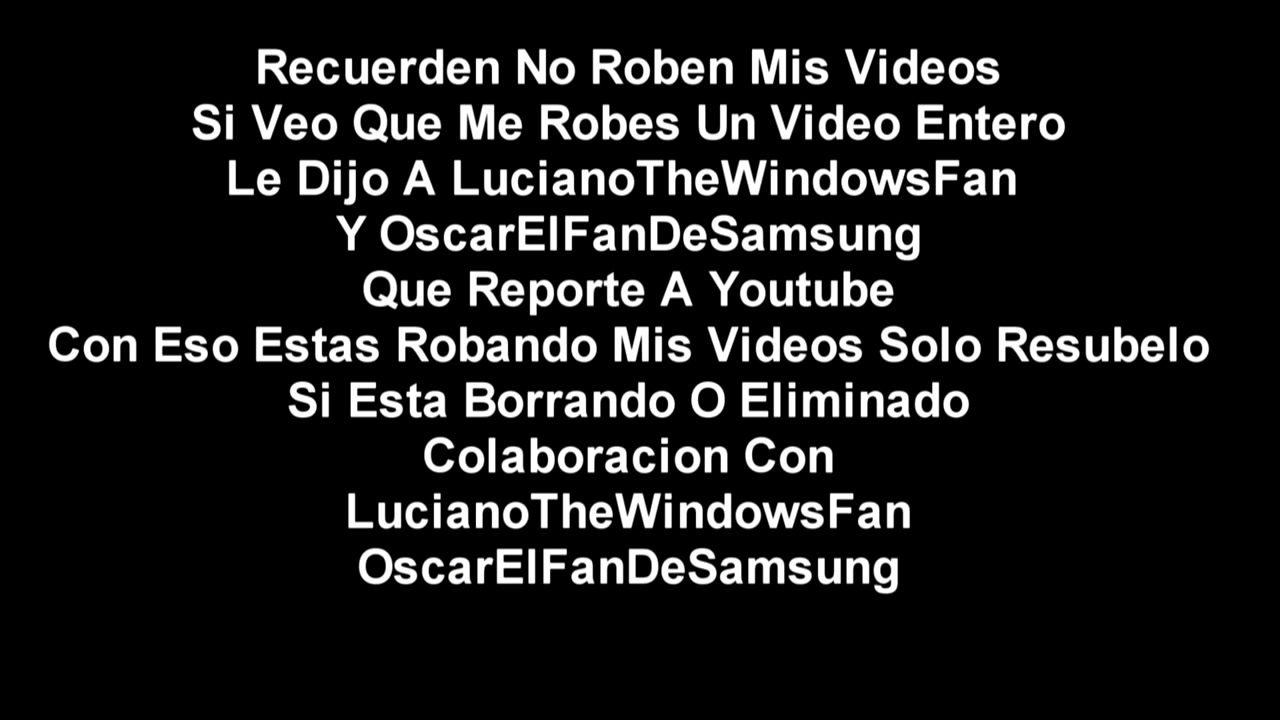 Recuerden No Roben Mis Videos
Si Veo Que Me Robes Un Video Entero
Le Dijo A LucianoTheWindowsFan
Y OscarElFanDeSamsung
Que Reporte A Youtube
Con Eso Estas Robando Mis Videos Solo Resubelo
Si Esta Borrando O Eliminado
Colaboracion Con
LucianoTheWindowsFan
OscarElFanDeSamsung